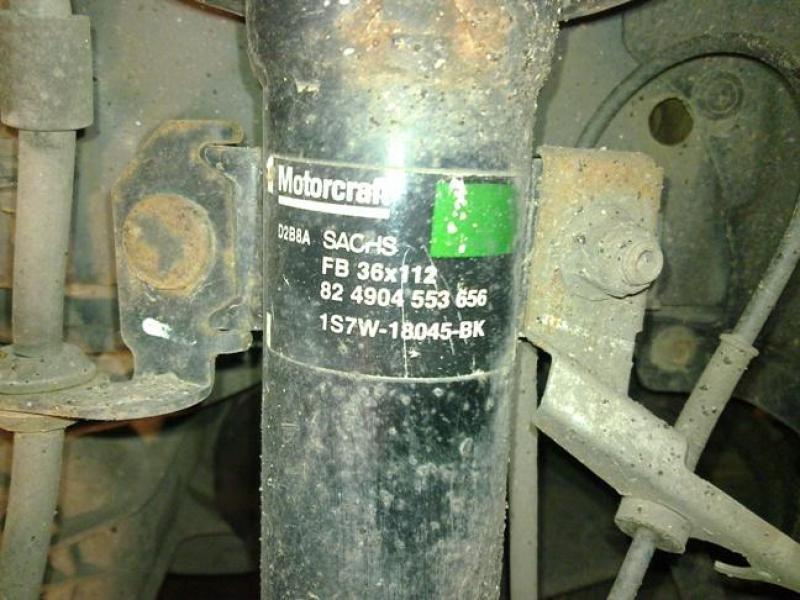 Motorcraft
D2B8A SACHS
FB 36x112
82 4904 553 656
1S7W-18045-BK